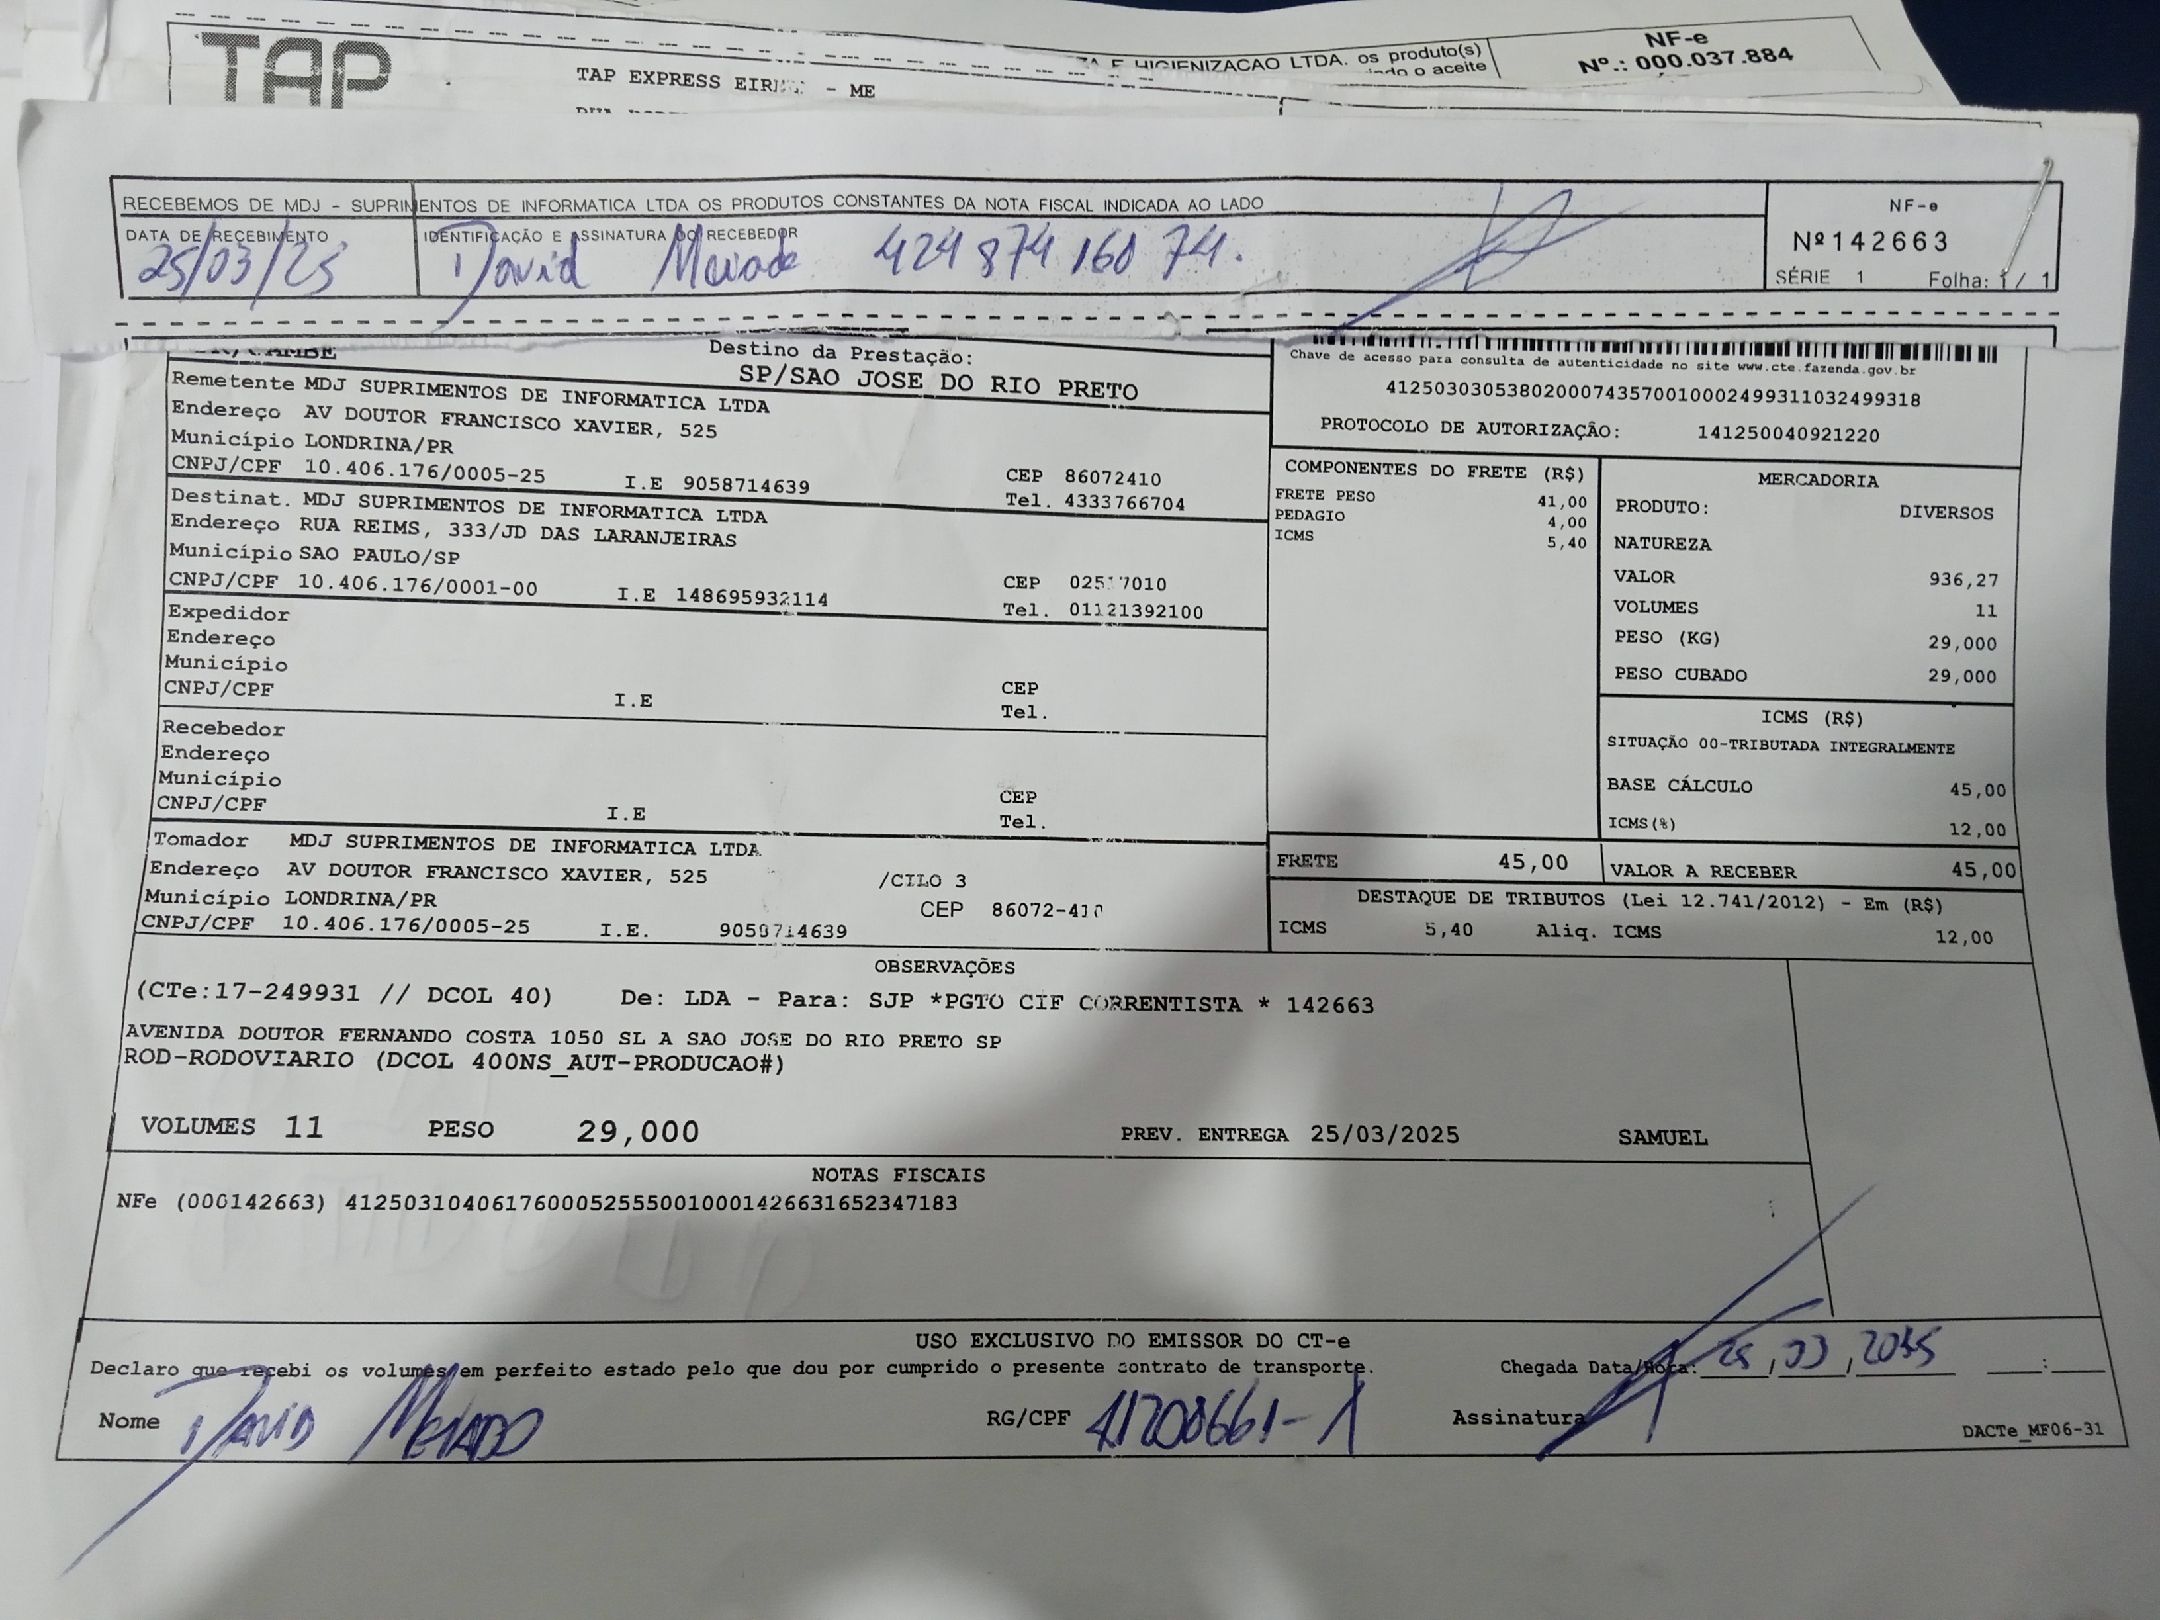 TAP
TAP EXPRESS EIR - ME
E HIGIENIZACAO LTDA. os produto(s)
o aceite
NF-e
Nº.: 000.037.884
RECEBEMOS DE MDJ - SUPRIMENTOS DE INFORMATICA LTDA OS PRODUTOS CONSTANTES DA NOTA FISCAL INDICADA AO LADO
DATA DE RECEBIMENTO
25/03/25
IDENTIFICAÇÃO E ASSINATURA DO RECEBEDOR
David 424 874 160 74.
NF-e
Nº142663
SÉRIE 1 Folha: 1/ 1
Destino da Prestação:
SP/SAO JOSE DO RIO PRETO
Remetente MDJ SUPRIMENTOS DE INFORMATICA LTDA
Endereço AV DOUTOR FRANCISCO XAVIER, 525
Município LONDRINA/PR
CNPJ/CPF 10.406.176/0005-25 I.E 9058714639
CEP 86072410
Tel. 4333766704
Destinat. MDJ SUPRIMENTOS DE INFORMATICA LTDA
Endereço RUA REIMS, 333/JD DAS LARANJEIRAS
Município SAO PAULO/SP
CNPJ/CPF 10.406.176/0001-00 I.E 148695932114
CEP
Tel. 01121392100
Expedidor
Endereço
Município
CNPJ/CPF I.E
CEP
Tel.
Recebedor
Endereço
Município
CNPJ/CPF I.E
CEP
Tel.
Tomador MDJ SUPRIMENTOS DE INFORMATICA LTDA
Endereço AV DOUTOR FRANCISCO XAVIER, 525 /CILO 3
Município LONDRINA/PR CEP 86072-410
CNPJ/CPF 10.406.176/0005-25 I.E. 9058714639
Chave de acesso para consulta de autenticidade no site www.cte.fazenda.gov.br
41250303053802000743570010002499311032499318
PROTOCOLO DE AUTORIZAÇÃO: 141250040921220
COMPONENTES DO FRETE (R$)
FRETE PESO 41,00
PEDAGIO 4,00
ICMS 5,40
MERCADORIA
PRODUTO: DIVERSOS
NATUREZA
VALOR 936,27
VOLUMES 11
PESO (KG) 29,000
PESO CUBADO 29,000
ICMS (R$)
SITUAÇÃO 00-TRIBUTADA INTEGRALMENTE
BASE CÁLCULO 45,00
ICMS(%) 12,00
FRETE 45,00
VALOR A RECEBER 45,00
DESTAQUE DE TRIBUTOS (Lei 12.741/2012) - Em (R$)
ICMS 5,40 Aliq. ICMS 12,00
OBSERVAÇÕES
(CTe:17-249931 // DCOL 40) De: LDA - Para: SJP *PGTO CIF CORRENTISTA * 142663
AVENIDA DOUTOR FERNANDO COSTA 1050 SL A SAO JOSE DO RIO PRETO SP
ROD-RODOVIARIO (DCOL 400NS_AUT-PRODUCAO#)
VOLUMES 11 PESO 29,000 PREV. ENTREGA 25/03/2025 SAMUEL
NOTAS FISCAIS
NFe (000142663) 41250310406176000525550010001426631652347183
USO EXCLUSIVO DO EMISSOR DO CT-e
Declaro que recebi os volumes em perfeito estado pelo que dou por cumprido o presente contrato de transporte.
Chegada Data/Hora: 25,03, :
Nome DAVID MEIADO
RG/CPF 41208661-1
Assinatura
DACTe_MF06-31